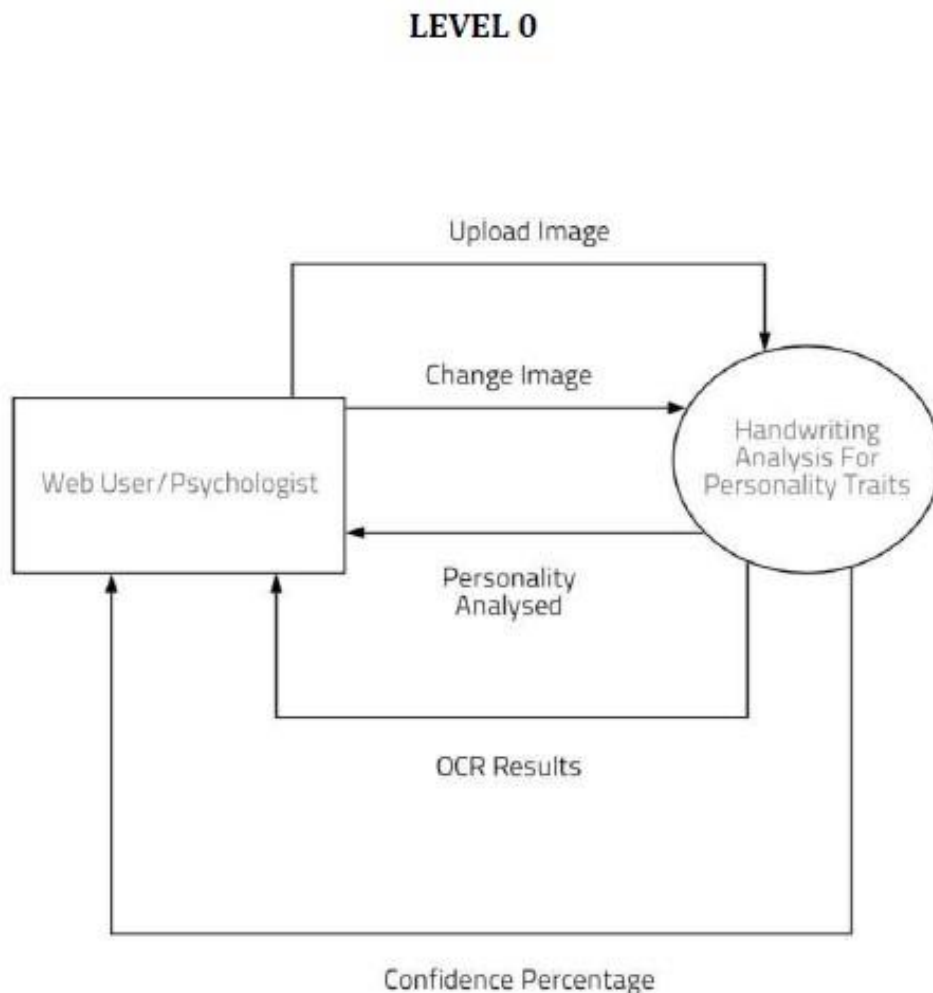 LEVEL 0
Upload Image
Change Image
Web User/Psychologist
Handwriting
Analysis For
Personality Traits
Personality
Analysed
OCR Results
Confidence Percentage